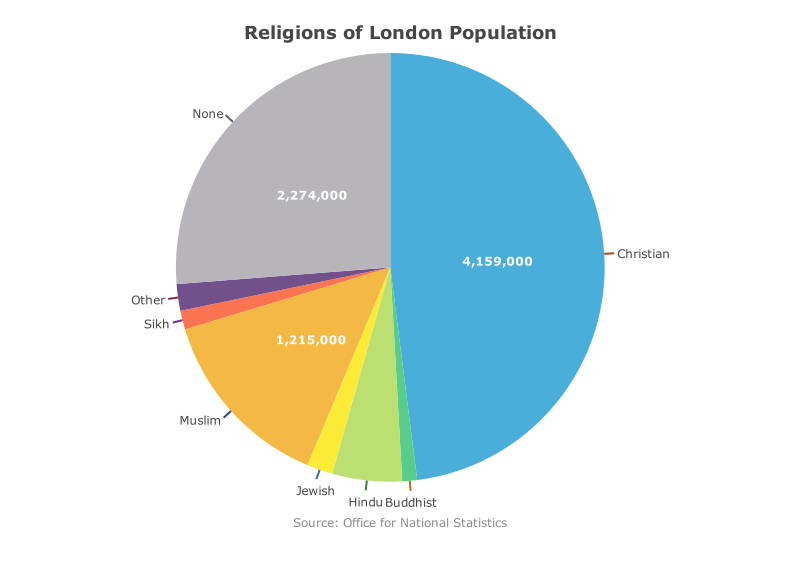 Religions of London Population
None
2,274,000
4,159,000
Christian
Other
Sikh
1,215,000
Muslim
Jewish
Hindu
Buddhist
Source: Office for National Statistics